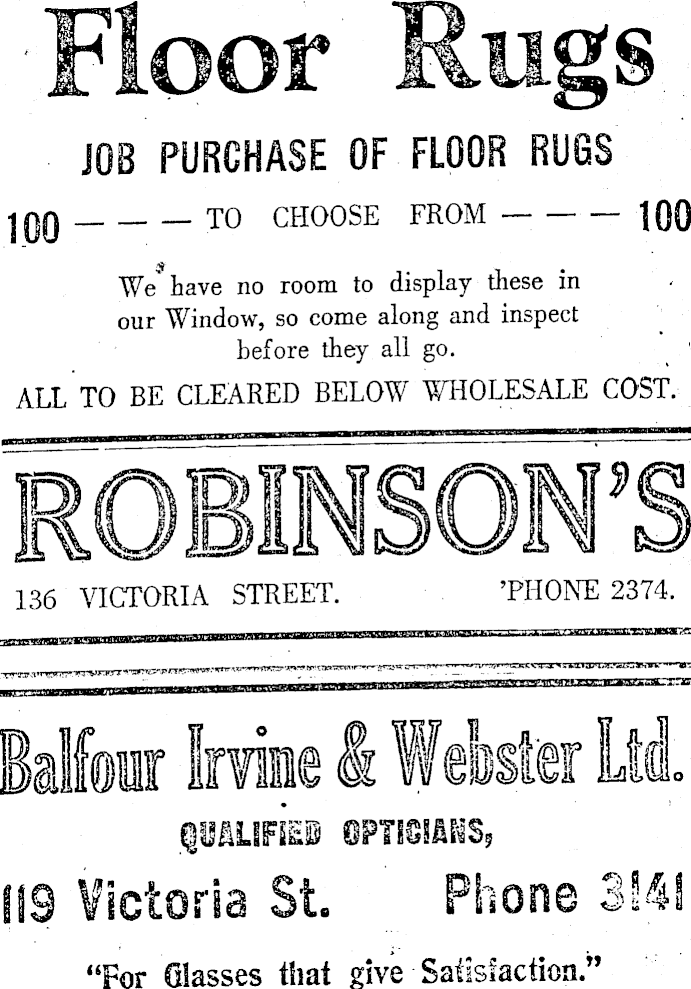 Floor Rugs
JOB PURCHASE OF FLOOR RUGS
100 — — — TO CHOOSE FROM — — — 100
We have no room to display these in
our Window, so come along and inspect
before they all go.
ALL TO BE CLEARED BELOW WHOLESALE COST.
ROBINSON'S
136 VICTORIA STREET. 'PHONE 2374.
Balfour Irvine & Webster Ltd.
QUALIFIED OPTICIANS,
119 Victoria St. Phone 3141
“For Glasses that give Satisfaction.”